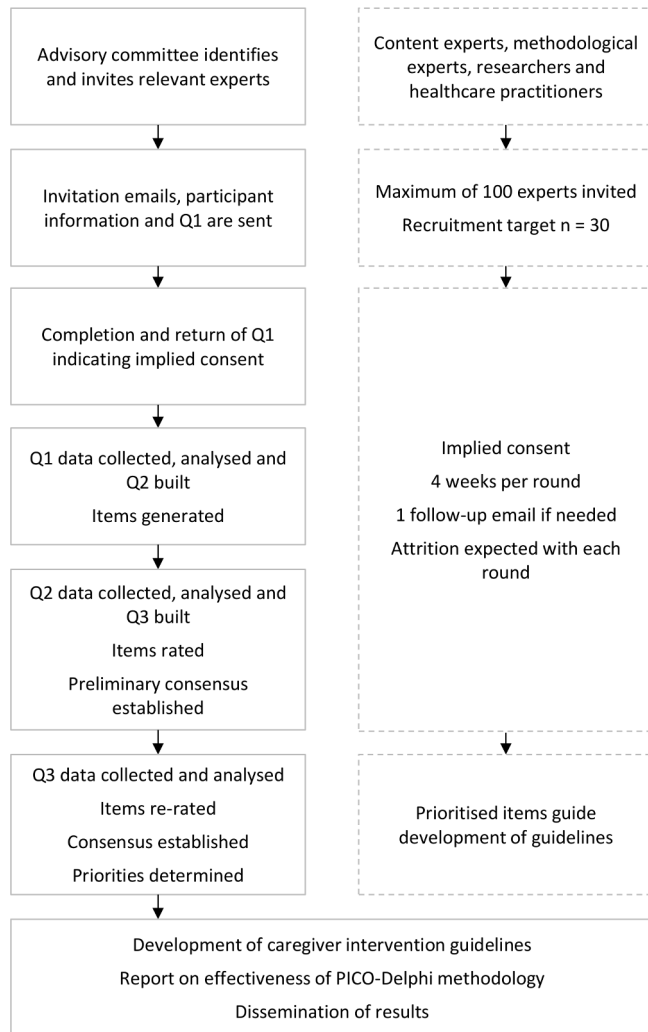 Advisory committee identifies
and invites relevant experts
Content experts, methodological
experts, researchers and
healthcare practitioners
Invitation emails, participant
information and Q1 are sent
Maximum of 100 experts invited
Recruitment target n = 30
Completion and return of Q1
indicating implied consent
Q1 data collected, analysed and
Q2 built
Items generated
Q2 data collected, analysed and
Q3 built
Items rated
Preliminary consensus
established
Implied consent
4 weeks per round
1 follow-up email if needed
Attrition expected with each
round
Q3 data collected and analysed
Items re-rated
Consensus established
Priorities determined
Prioritised items guide
development of guidelines
Development of caregiver intervention guidelines
Report on effectiveness of PICO-Delphi methodology
Dissemination of results